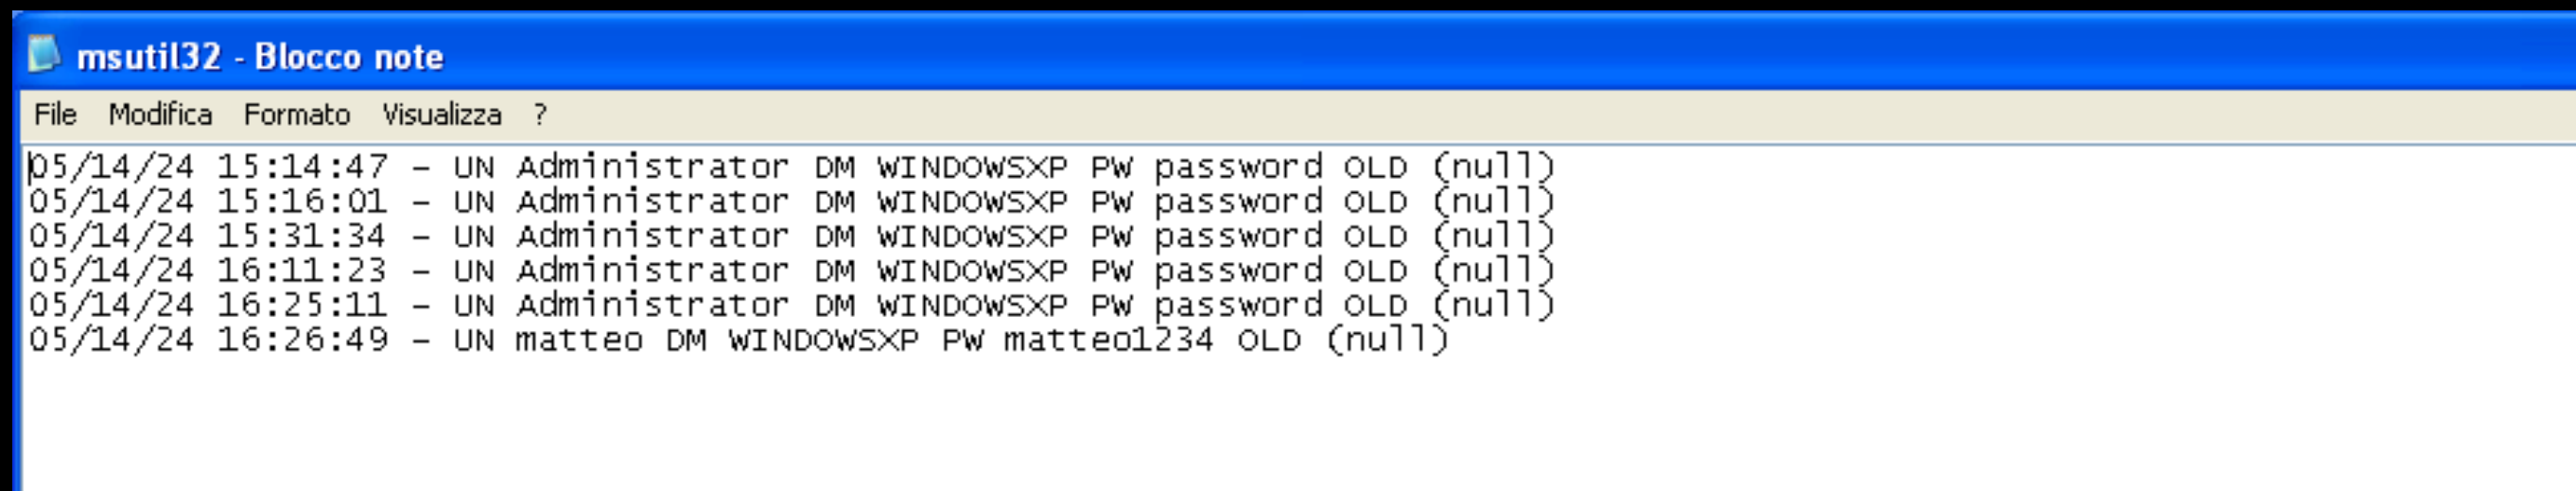 msutil32 - Blocco note
File Modifica Formato Visualizza ?
05/14/24 15:14:47 - UN Administrator DM WINDOWSXP PW password OLD (null)
05/14/24 15:16:01 - UN Administrator DM WINDOWSXP PW password OLD (null)
05/14/24 15:31:34 - UN Administrator DM WINDOWSXP PW password OLD (null)
05/14/24 16:11:23 - UN Administrator DM WINDOWSXP PW password OLD (null)
05/14/24 16:25:11 - UN Administrator DM WINDOWSXP PW password OLD (null)
05/14/24 16:26:49 - UN matteo DM WINDOWSXP PW matteo1234 OLD (null)